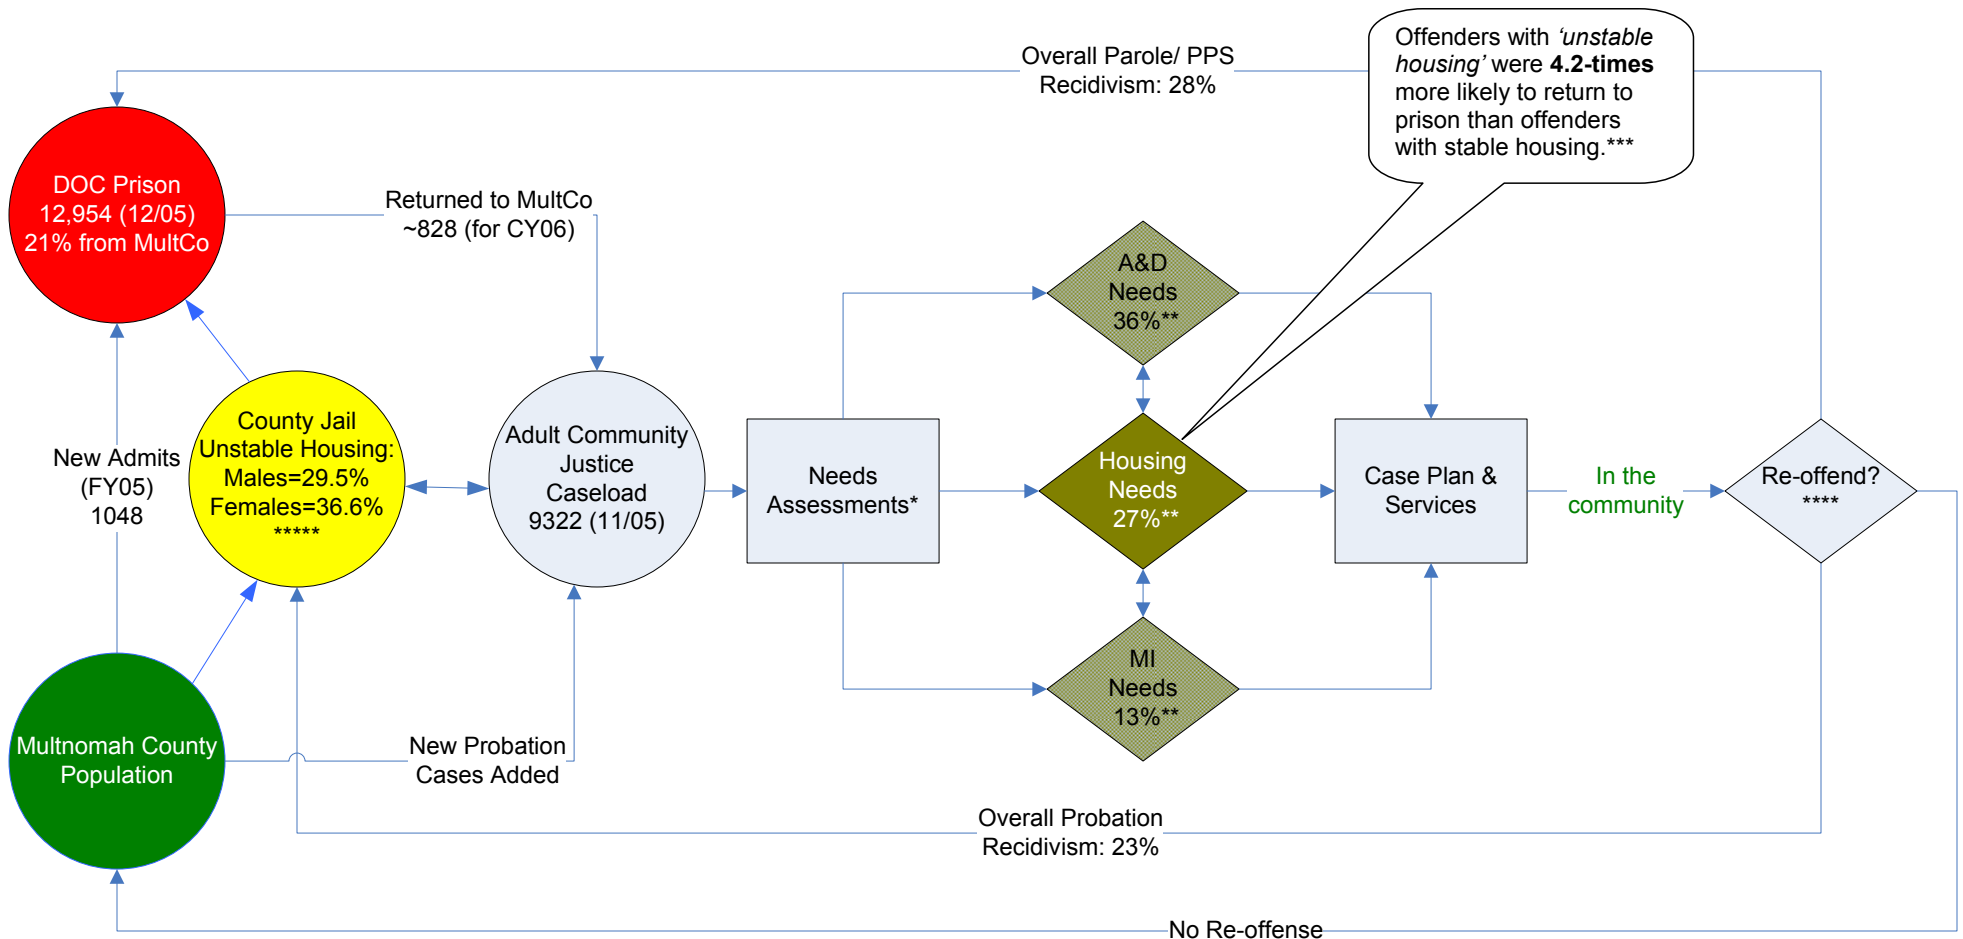 Overall Parole/ PPS
Recidivism: 28%
Offenders with ‘unstable
housing’ were 4.2-times
more likely to return to
prison than offenders
with stable housing.***
DOC Prison
12,954 (12/05)
21% from MultCo
Returned to MultCo
~828 (for CY06)
A&D
Needs
36%**
County Jail
Unstable Housing:
Males=29.5%
Females=36.6%
*****
New Admits
(FY05)
1048
Adult Community
Justice
Caseload
9322 (11/05)
Needs
Assessments*
Housing
Needs
27%**
Case Plan &
Services
In the
community
Re-offend?
****
MI
Needs
13%**
Multnomah County
Population
New Probation
Cases Added
Overall Probation
Recidivism: 23%
No Re-offense